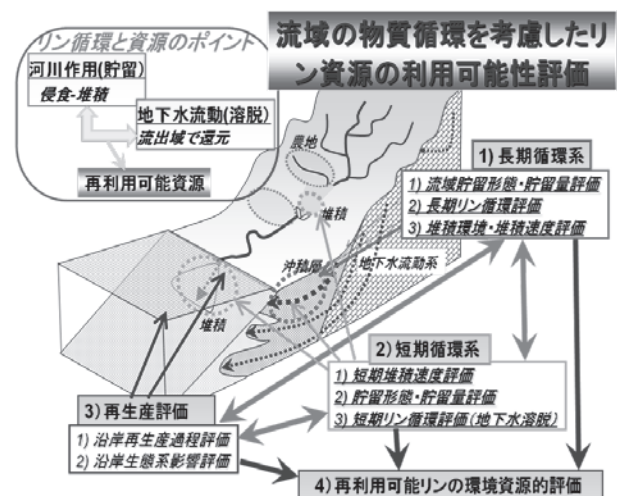 リン循環と資源のポイント
河川作用(貯留)
侵食-堆積
地下水流動(溶脱)
流出域で還元
再利用可能資源
流域の物質循環を考慮したリ
ン資源の利用可能性評価
農地
堆積
沖積層
地下水流動系
堆積
1)長期循環系
1) 流域貯留形態・貯留量評価
2) 長期リン循環評価
3) 堆積環境・堆積速度評価
2)短期循環系
1) 短期堆積速度評価
2) 貯留形態・貯留量評価
3) 短期リン循環評価(地下水溶脱)
3)再生産評価
1) 沿岸再生産過程評価
2) 沿岸生態系影響評価
4)再利用可能リンの環境資源的評価